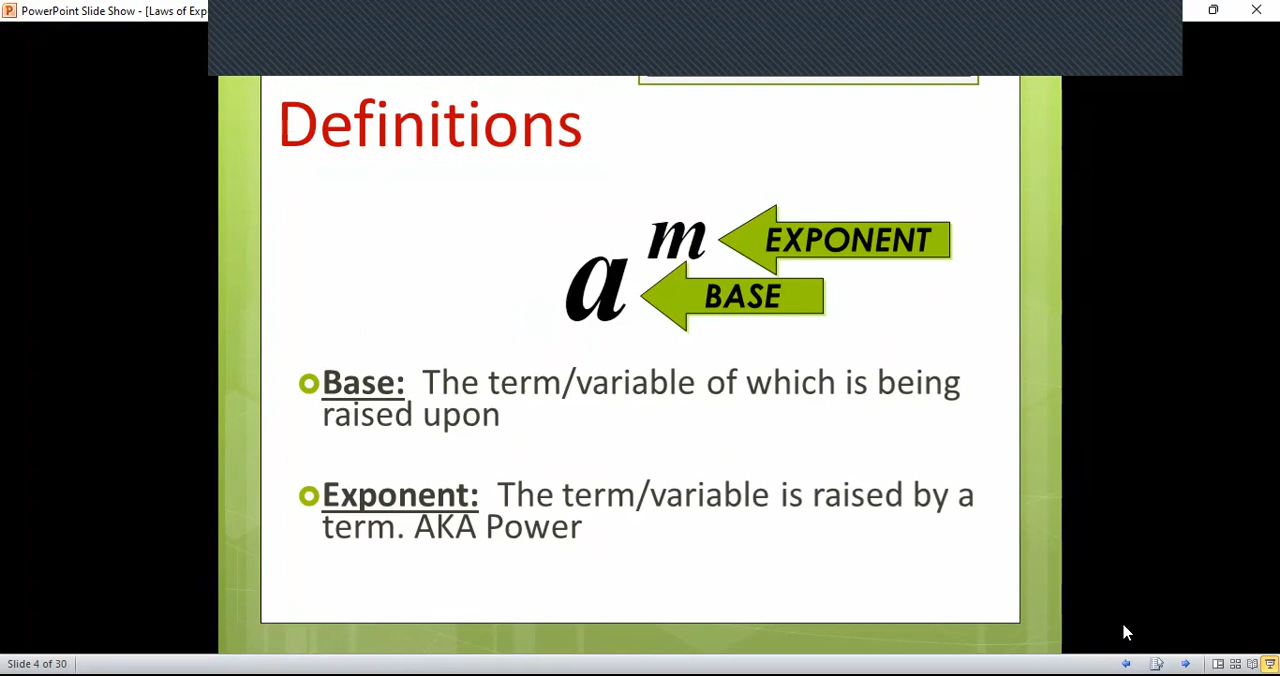 PowerPoint Slide Show - [Laws of Exp
Definitions
m
EXPONENT
a
BASE
Base: The term/variable of which is being
raised upon
Exponent: The term/variable is raised by a
term. AKA Power
Slide 4 of 30